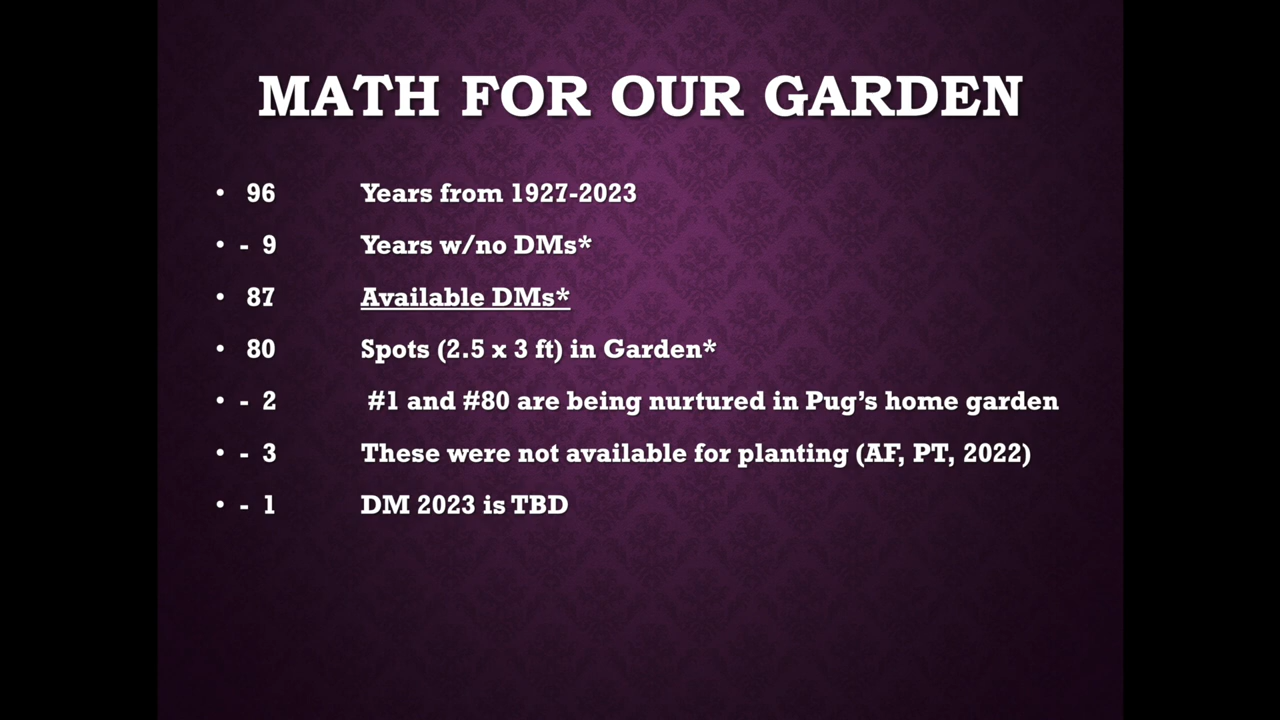 MATH FOR OUR GARDEN
• 96 Years from 1927-2023
• - 9 Years w/no DMs*
• 87 Available DMs*
• 80 Spots (2.5 x 3 ft) in Garden*
• - 2 #1 and #80 are being nurtured in Pug’s home garden
• - 3 These were not available for planting (AF, PT, 2022)
• - 1 DM 2023 is TBD